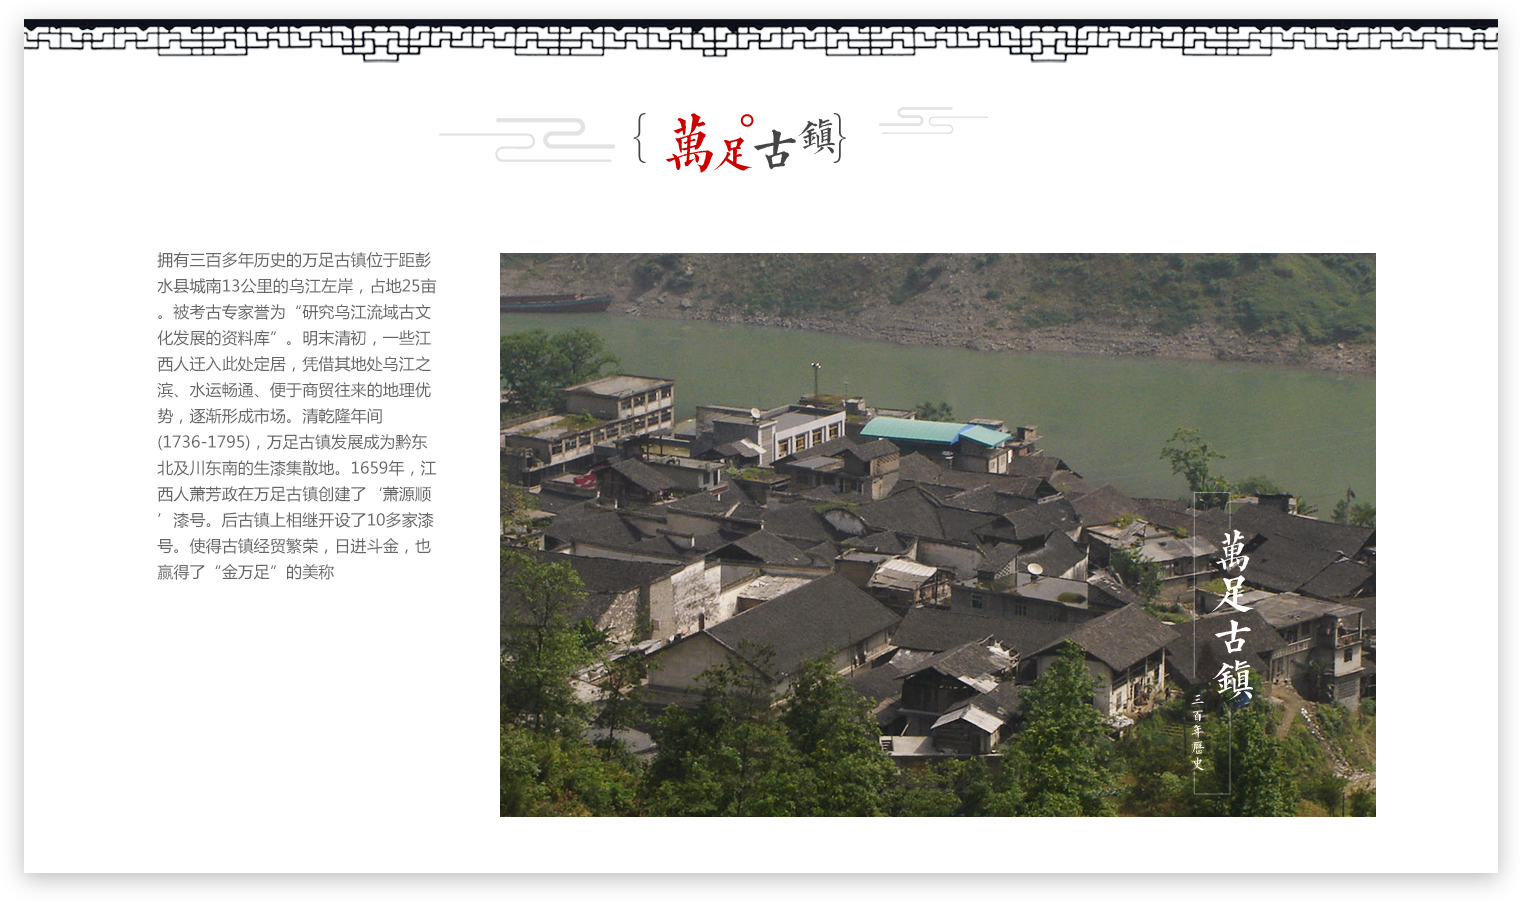 萬足古鎮
拥有三百多年历史的万足古镇位于距彭
水县城南13公里的乌江左岸，占地25亩
。被考古专家誉为“研究乌江流域古文
化发展的资料库”。明末清初，一些江
西人迁入此处定居，凭借其地处乌江之
滨、水运畅通、便于商贸往来的地理优
势，逐渐形成市场。清乾隆年间
(1736-1795)，万足古镇发展成为黔东
北及川东南的生漆集散地。1659年，江
西人萧芳政在万足古镇创建了‘萧源顺
’漆号。后古镇上相继开设了10多家漆
号。使得古镇经贸繁荣，日进斗金，也
赢得了“金万足”的美称
萬足古鎮
三百年歷史